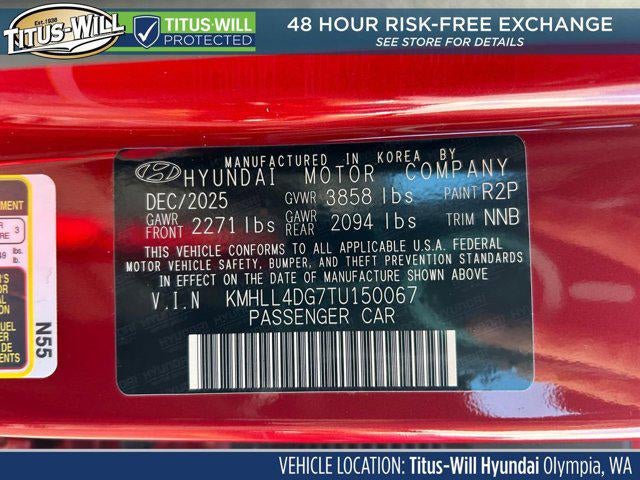 Est. 1938
TITUS-WILL
TITUS-WILL
PROTECTED
48 HOUR RISK-FREE EXCHANGE
SEE STORE FOR DETAILS
MANUFACTURED IN KOREA BY
HYUNDAI MOTOR COMPANY
DEC/2025 GVWR 3858 lbs PAINT R2P
GAWR FRONT 2271 lbs GAWR REAR 2094 lbs TRIM NNB
THIS VEHICLE CONFORMS TO ALL APPLICABLE U.S.A. FEDERAL
MOTOR VEHICLE SAFETY, BUMPER, AND THEFT PREVENTION STANDARDS
IN EFFECT ON THE DATE OF MANUFACTURE SHOWN ABOVE.
V.I.N KMHLL4DG7TU150067
PASSENGER CAR
N55
VEHICLE LOCATION: Titus-Will Hyundai Olympia, WA